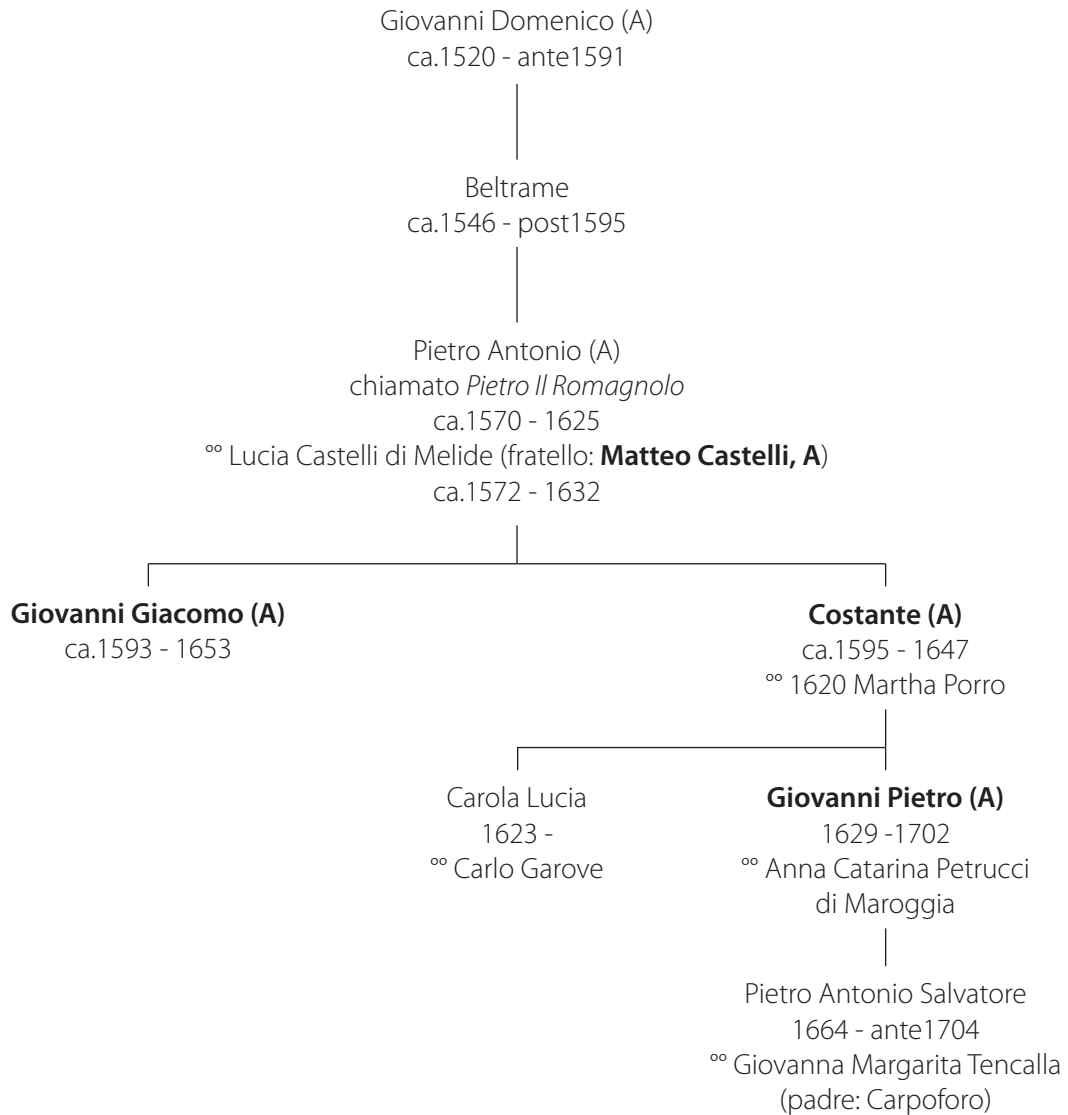 Giovanni Domenico (A)
ca.1520 - ante1591
Beltrame
ca.1546 - post1595
Pietro Antonio (A)
chiamato Pietro Il Romagnolo
ca.1570 - 1625
°° Lucia Castelli di Melide (fratello: Matteo Castelli, A)
ca.1572 - 1632
Giovanni Giacomo (A)
ca.1593 - 1653
Costante (A)
ca.1595 - 1647
°° 1620 Martha Porro
Carola Lucia
1623 -
°° Carlo Garove
Giovanni Pietro (A)
1629 -1702
°° Anna Catarina Petrucci
di Maroggia
Pietro Antonio Salvatore
1664 - ante1704
°° Giovanna Margarita Tencalla
(padre: Carpoforo)